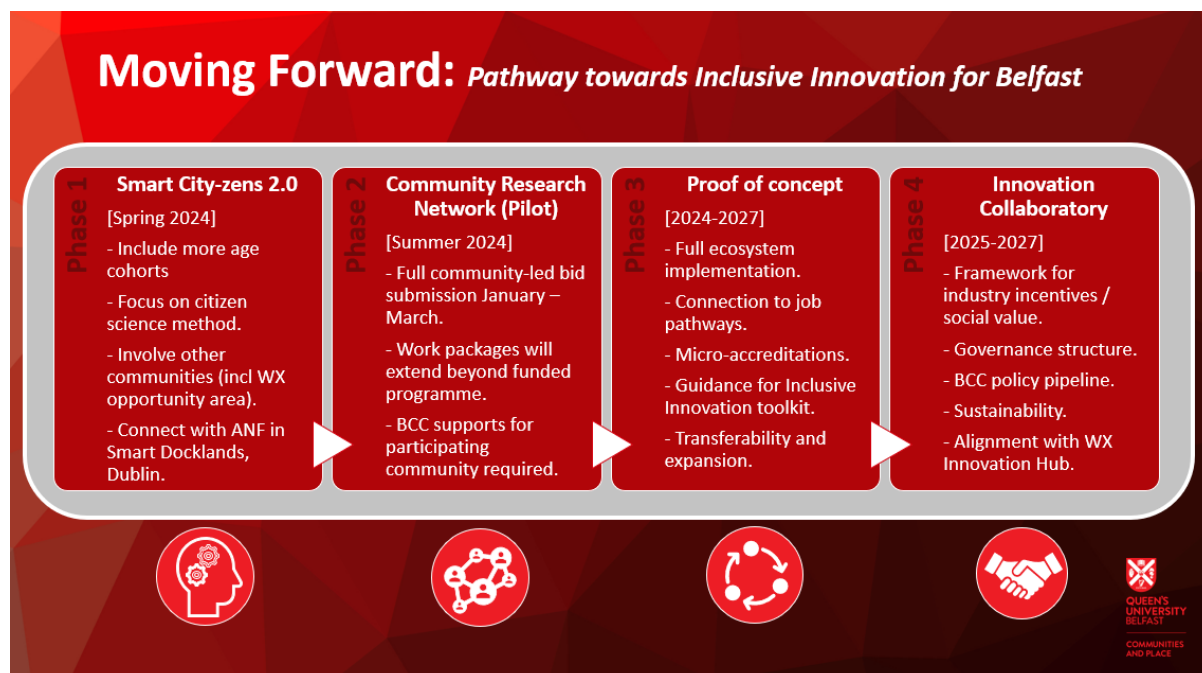 Moving Forward: Pathway towards Inclusive Innovation for Belfast
Phase 1
Smart City-zens 2.0
[Spring 2024]
- Include more age
cohorts
- Focus on citizen
science method.
- Involve other
communities (incl WX
opportunity area).
- Connect with ANF in
Smart Docklands,
Dublin.
Phase 2
Community Research
Network (Pilot)
[Summer 2024]
- Full community-led bid
submission January –
March.
- Work packages will
extend beyond funded
programme.
- BCC supports for
participating
community required.
Phase 3
Proof of concept
[2024-2027]
- Full ecosystem
implementation.
- Connection to job
pathways.
- Micro-accreditations.
- Guidance for Inclusive
Innovation toolkit.
- Transferability and
expansion.
Phase 4
Innovation
Collaboratory
[2025-2027]
- Framework for
industry incentives /
social value.
- Governance structure.
- BCC policy pipeline.
- Sustainability.
- Alignment with WX
Innovation Hub.
QUEEN'S
UNIVERSITY
BELFAST
COMMUNITIES
AND PLACE